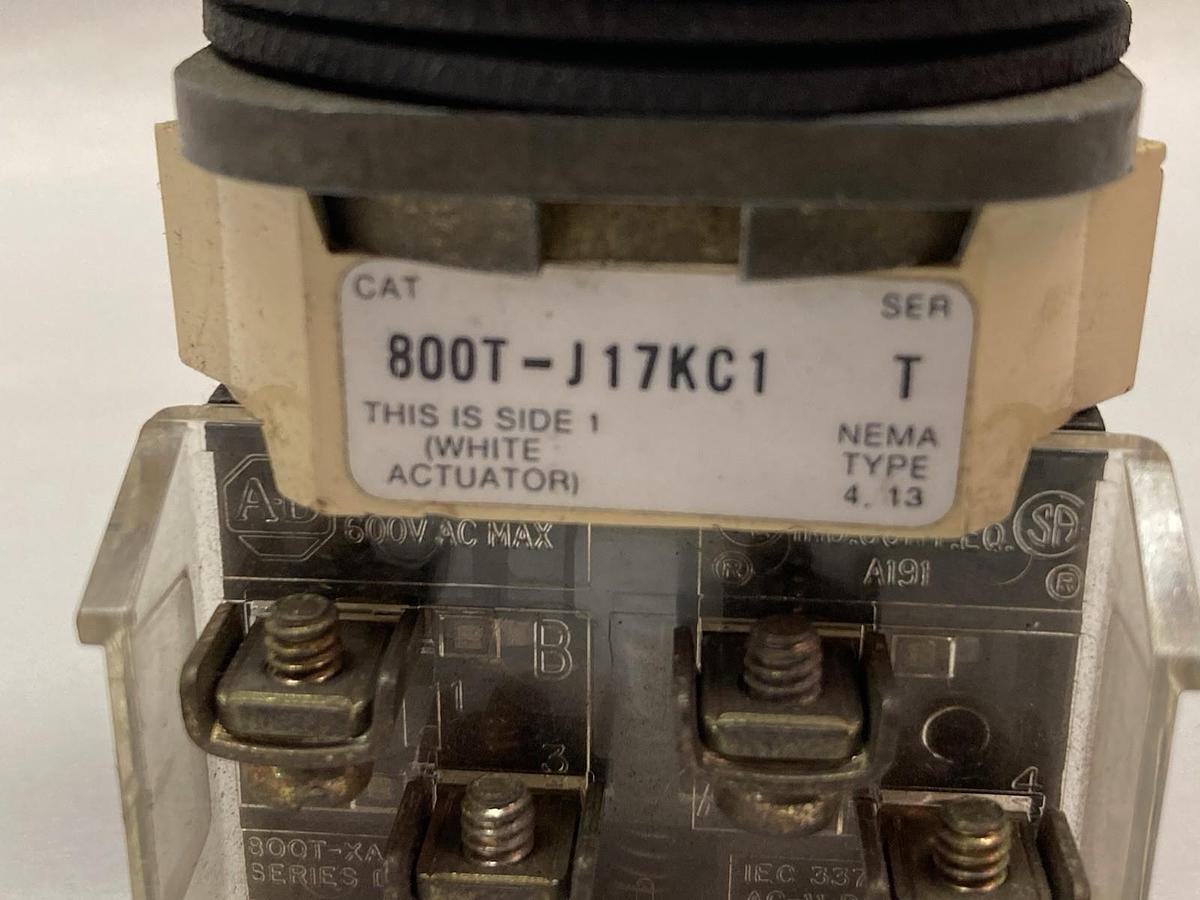 CAT
SER
800T-J17KC1
T
THIS IS SIDE 1
(WHITE
ACTUATOR)
NEMA
TYPE
4. 13
A-B
600V AC MAX
SA
A191
B
1
3
C
4
800T-XA
SERIES
IEC 337